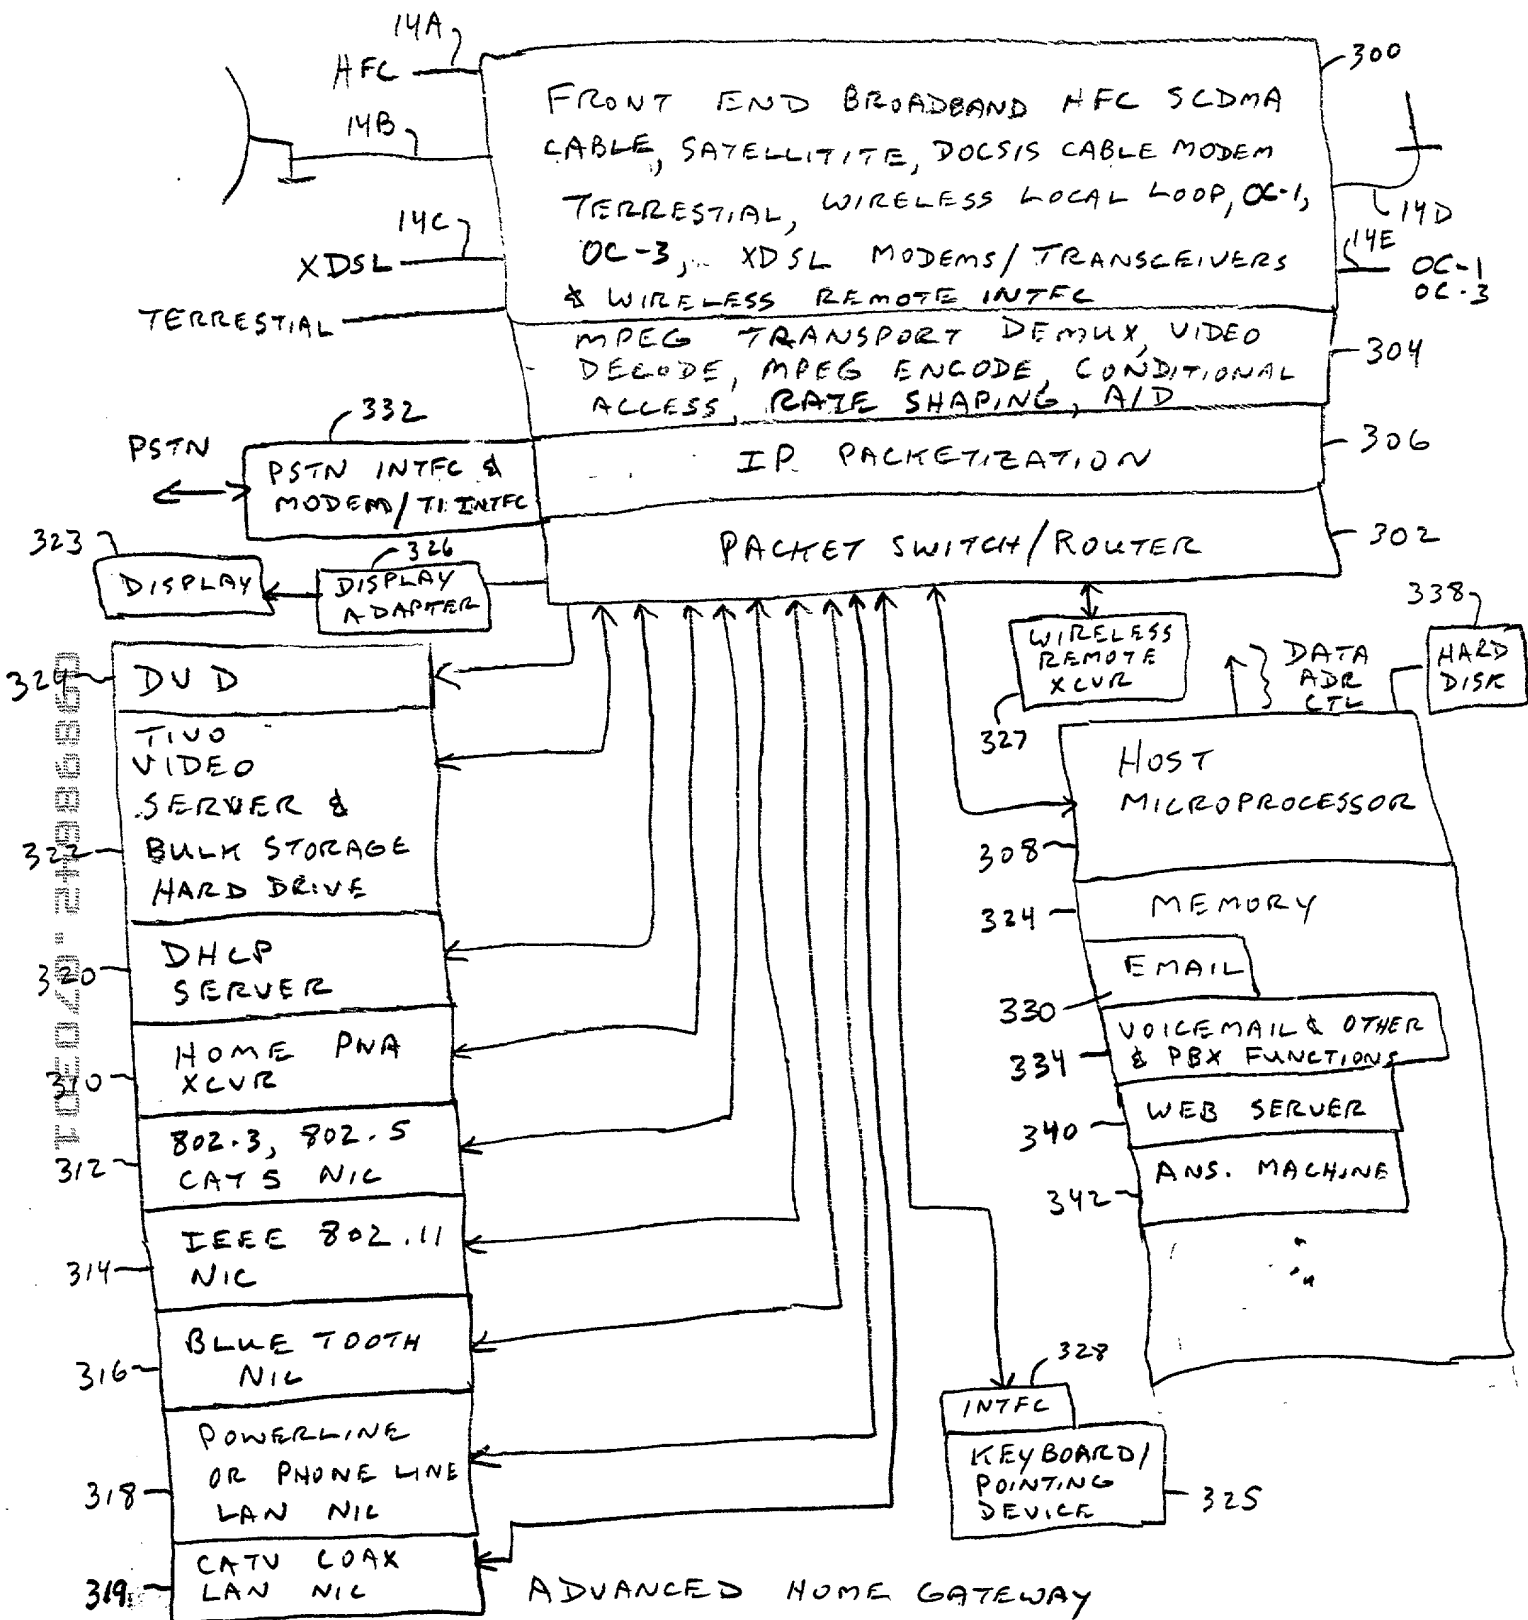 14A
HFC
300
FRONT END BROADBAND HFC SCDMA
14B
CABLE, SATELLITITE, DOCSIS CABLE MODEM
TERRESTIAL, WIRELESS LOCAL LOOP, OC-1,
14D
14C
OC-3, XDSL MODEMS/TRANSCEIVERS
14E
XDSL
OC-1
OC-3
& WIRELESS REMOTE INTFC
TERRESTIAL
MPEG TRANSPORT DEMUX, VIDEO
DECODE, MPEG ENCODE, CONDITIONAL
ACCESS, RATE SHAPING, A/D
304
332
PSTN
PSTN INTFC &
MODEM/T1 INTFC
IP PACKETIZATION
306
PACKET SWITCH/ROUTER
302
323
DISPLAY
326
DISPLAY
ADAPTER
338
WIRELESS
REMOTE
XCVR
327
DATA
ADR
CTL
HARD
DISK
DVD
TIVO
VIDEO
SERVER &
BULK STORAGE
HARD DRIVE
322
HOST
MICROPROCESSOR
308
MEMORY
324
DHCP
SERVER
320
EMAIL
330
HOME PNA
XCVR
310
VOICEMAIL & OTHER
& PBX FUNCTIONS
334
WEB SERVER
340
802.3, 802.5
CAT 5 NIC
312
ANS. MACHINE
342
IEEE 802.11
NIC
314
BLUE TOOTH
NIC
316
328
INTFC
KEYBOARD/
POINTING
DEVICE
325
POWERLINE
OR PHONE LINE
LAN NIC
318
CATV COAX
LAN NIC
319
ADVANCED HOME GATEWAY